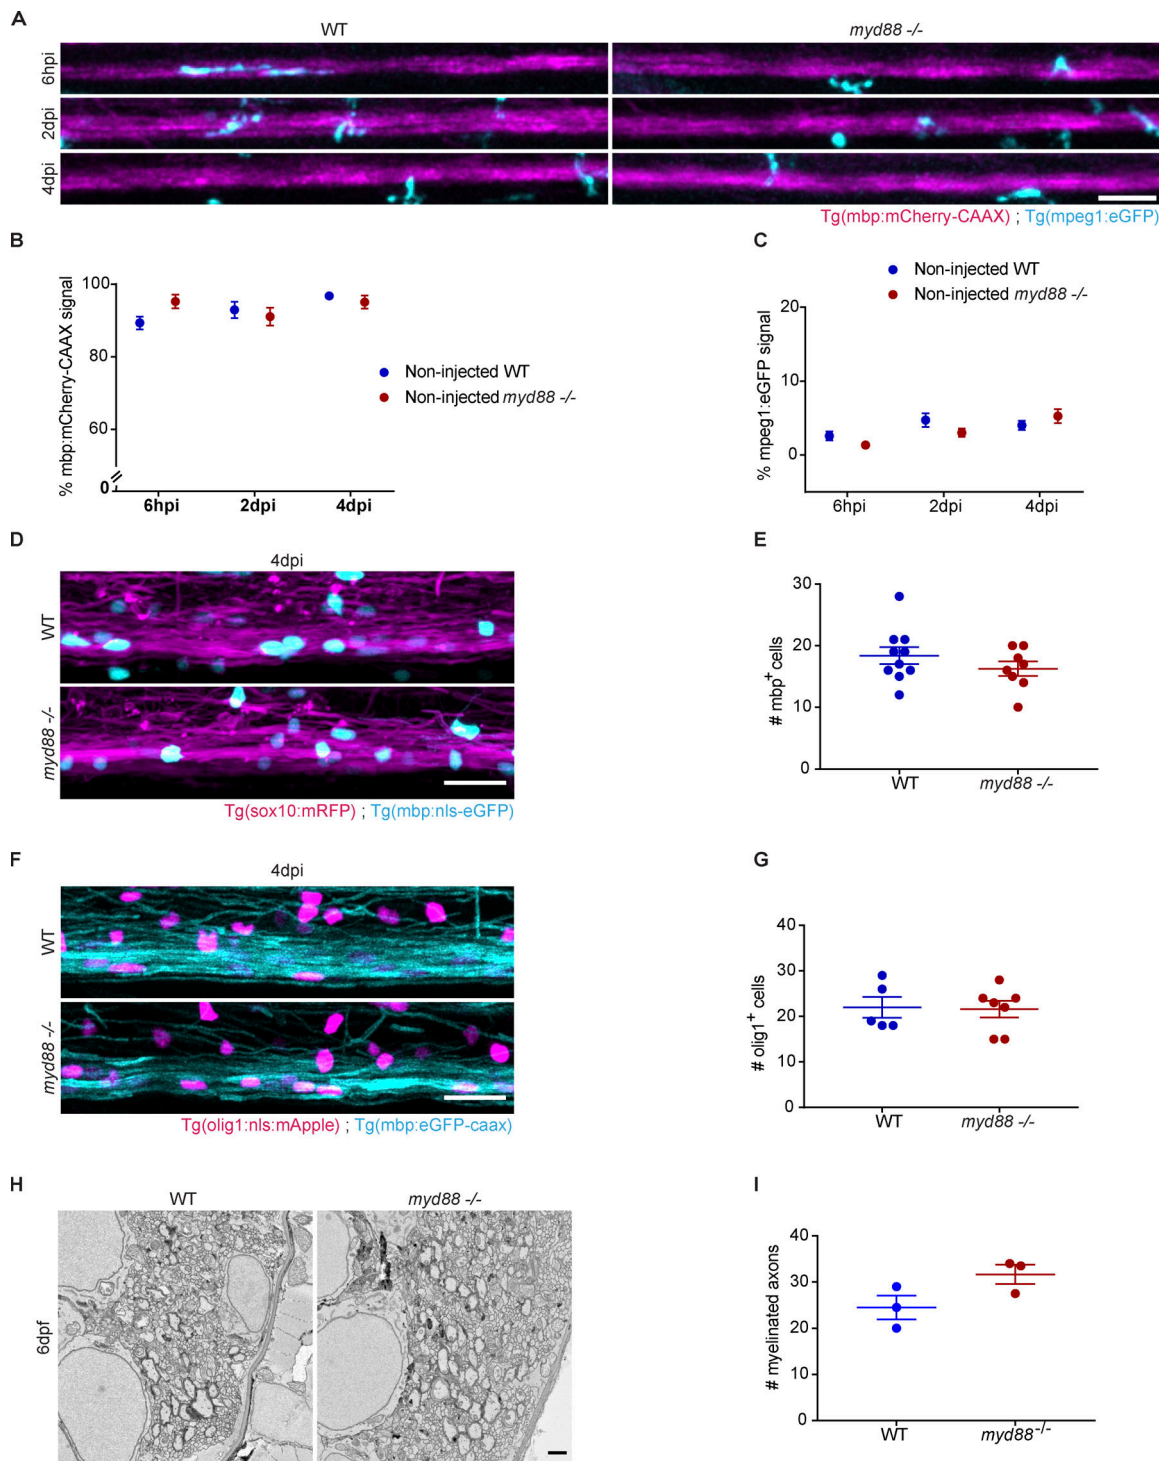 A
WT
myd88 -/-
6hpi
2dpi
4dpi
Tg(mbp:mCherry-CAAX) ; Tg(mpeg1:eGFP)
B
% mbp:mCherry-CAAX signal
100
80
60
0
6hpi 2dpi 4dpi
Non-injected WT
Non-injected myd88 -/-
C
Non-injected WT
Non-injected myd88 -/-
% mpeg1:eGFP signal
20
10
0
6hpi 2dpi 4dpi
D
4dpi
WT
myd88 -/-
Tg(sox10:mRFP) ; Tg(mbp:nls-eGFP)
E
# mbp+ cells
30
20
10
0
WT myd88 -/-
F
4dpi
WT
myd88 -/-
Tg(olig1:nls:mApple) ; Tg(mbp:eGFP-caax)
G
# olig1+ cells
40
30
20
10
0
WT myd88 -/-
H
WT
myd88 -/-
6dpf
I
# myelinated axons
40
30
20
10
0
WT myd88-/-